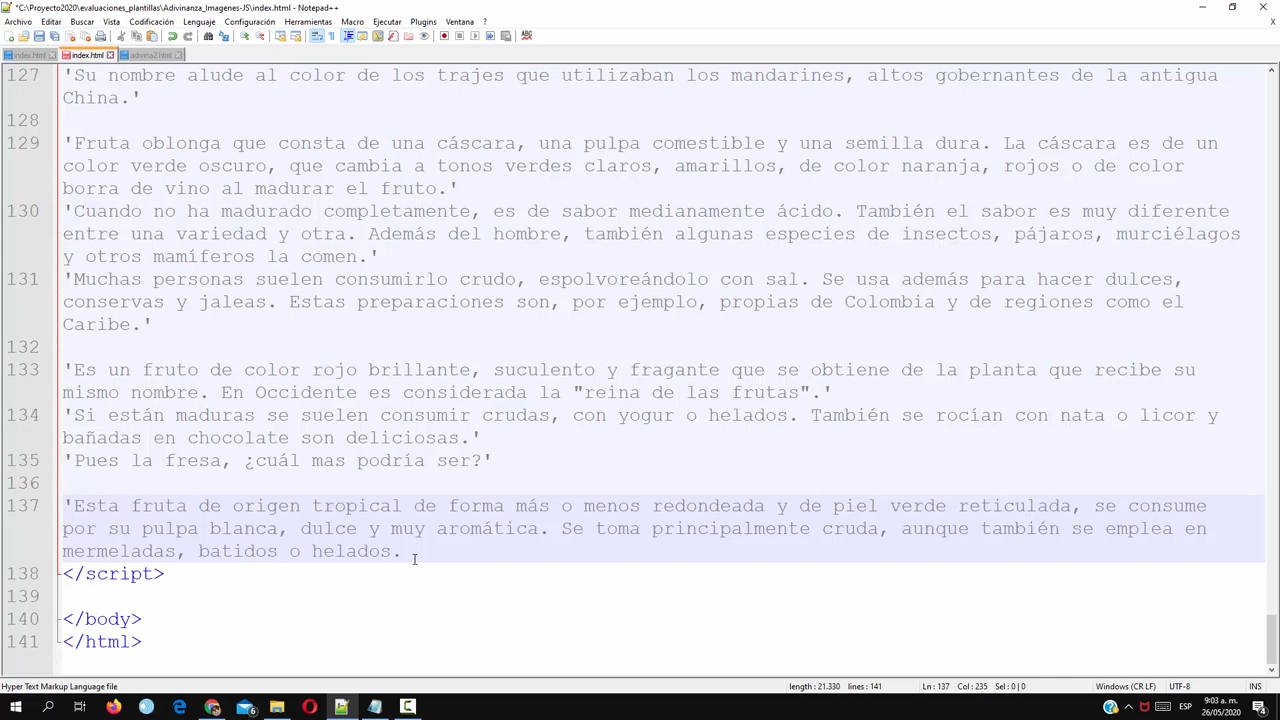 *C:\Proyecto2020\evaluaciones_plantillas\Adivinanza_Imagenes-JS\index.html - Notepad++
Archivo Editar Buscar Vista Codificación Lenguaje Configuración Herramientas Macro Ejecutar Plugins Ventana ?
index.html index.html adivina2.html
127 'Su nombre alude al color de los trajes que utilizaban los mandarines, altos gobernantes de la antigua
China.'
128
129 'Fruta oblonga que consta de una cáscara, una pulpa comestible y una semilla dura. La cáscara es de un
color verde oscuro, que cambia a tonos verdes claros, amarillos, de color naranja, rojos o de color
borra de vino al madurar el fruto.'
130 'Cuando no ha madurado completamente, es de sabor medianamente ácido. También el sabor es muy diferente
entre una variedad y otra. Además del hombre, también algunas especies de insectos, pájaros, murciélagos
y otros mamíferos la comen.'
131 'Muchas personas suelen consumirlo crudo, espolvoreándolo con sal. Se usa además para hacer dulces,
conservas y jaleas. Estas preparaciones son, por ejemplo, propias de Colombia y de regiones como el
Caribe.'
132
133 'Es un fruto de color rojo brillante, suculento y fragante que se obtiene de la planta que recibe su
mismo nombre. En Occidente es considerada la "reina de las frutas".'
134 'Si están maduras se suelen consumir crudas, con yogur o helados. También se rocían con nata o licor y
bañadas en chocolate son deliciosas.'
135 'Pues la fresa, ¿cuál mas podría ser?'
136
137 'Esta fruta de origen tropical de forma más o menos redondeada y de piel verde reticulada, se consume
por su pulpa blanca, dulce y muy aromática. Se toma principalmente cruda, aunque también se emplea en
mermeladas, batidos o helados.
138 </script>
139
140 </body>
141 </html>
Hyper Text Markup Language file length : 21.330 lines : 141 Ln : 137 Col : 235 Sel : 0 | 0 Windows (CR LF) UTF-8 INS
ESP 9:03 a. m.
26/05/2020